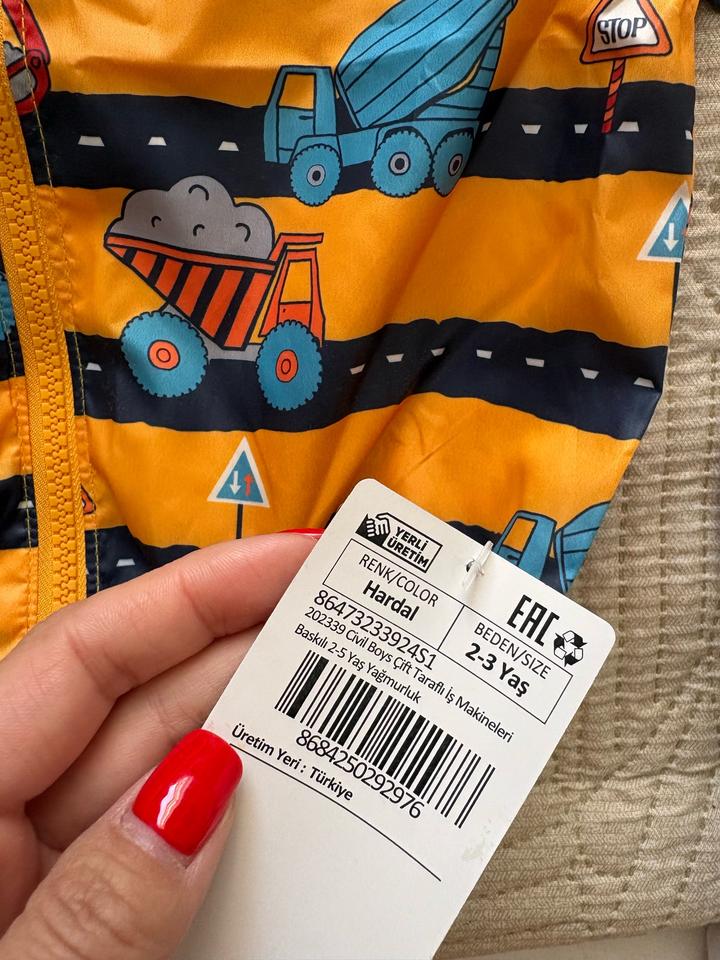 STOP
YERLİ
ÜRETİM
EAC
RENK/COLOR
Hardal
BEDEN/SIZE
2-3 Yaş
86473233924S1
202339 Civil Boys Çift Taraflı İş Makineleri
Baskılı 2-5 Yaş Yağmurluk
8684250292976
Üretim Yeri : Türkiye